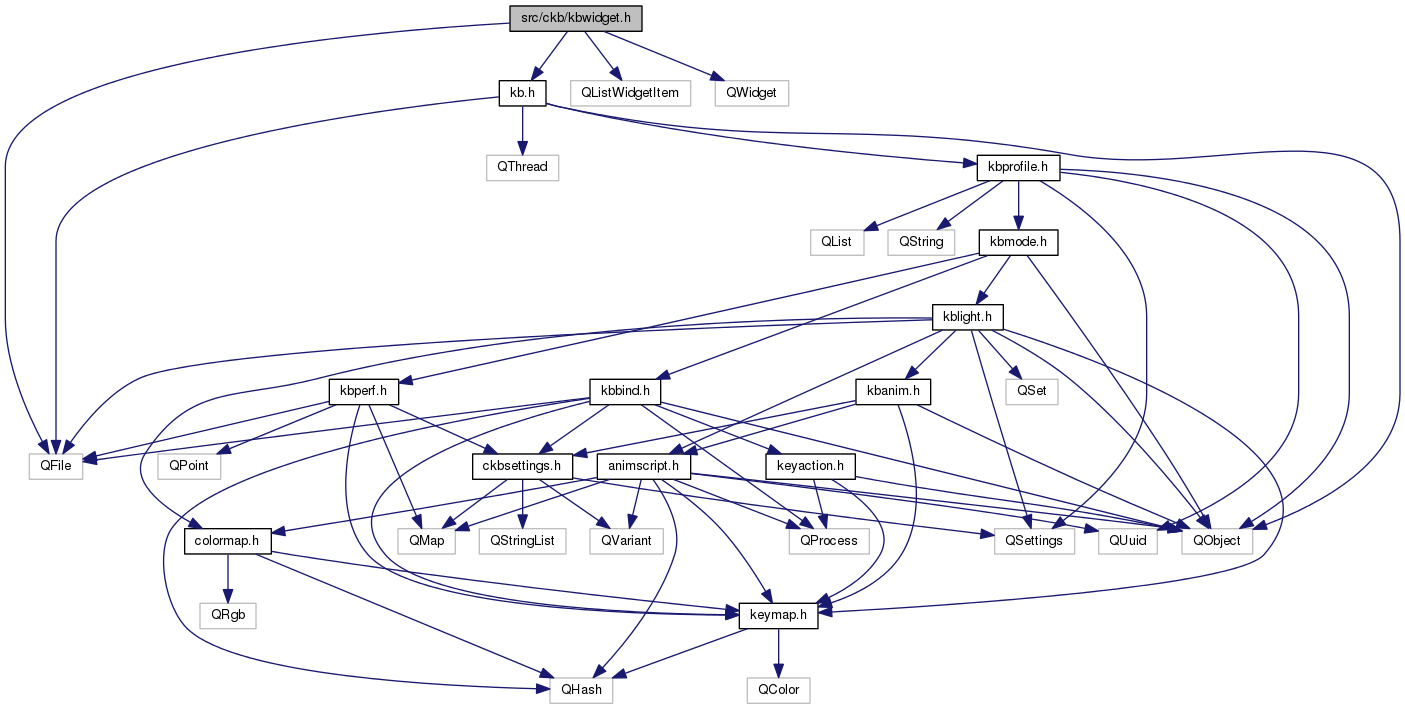 src/ckb/kbwidget.h
kb.h
QListWidgetItem
QWidget
QThread
kbprofile.h
QList
QString
kbmode.h
kblight.h
kbperf.h
kbbind.h
kbanim.h
QSet
QFile
QPoint
ckbsettings.h
animscript.h
keyaction.h
colormap.h
QMap
QStringList
QVariant
QProcess
QSettings
QUuid
QObject
QRgb
keymap.h
QHash
QColor